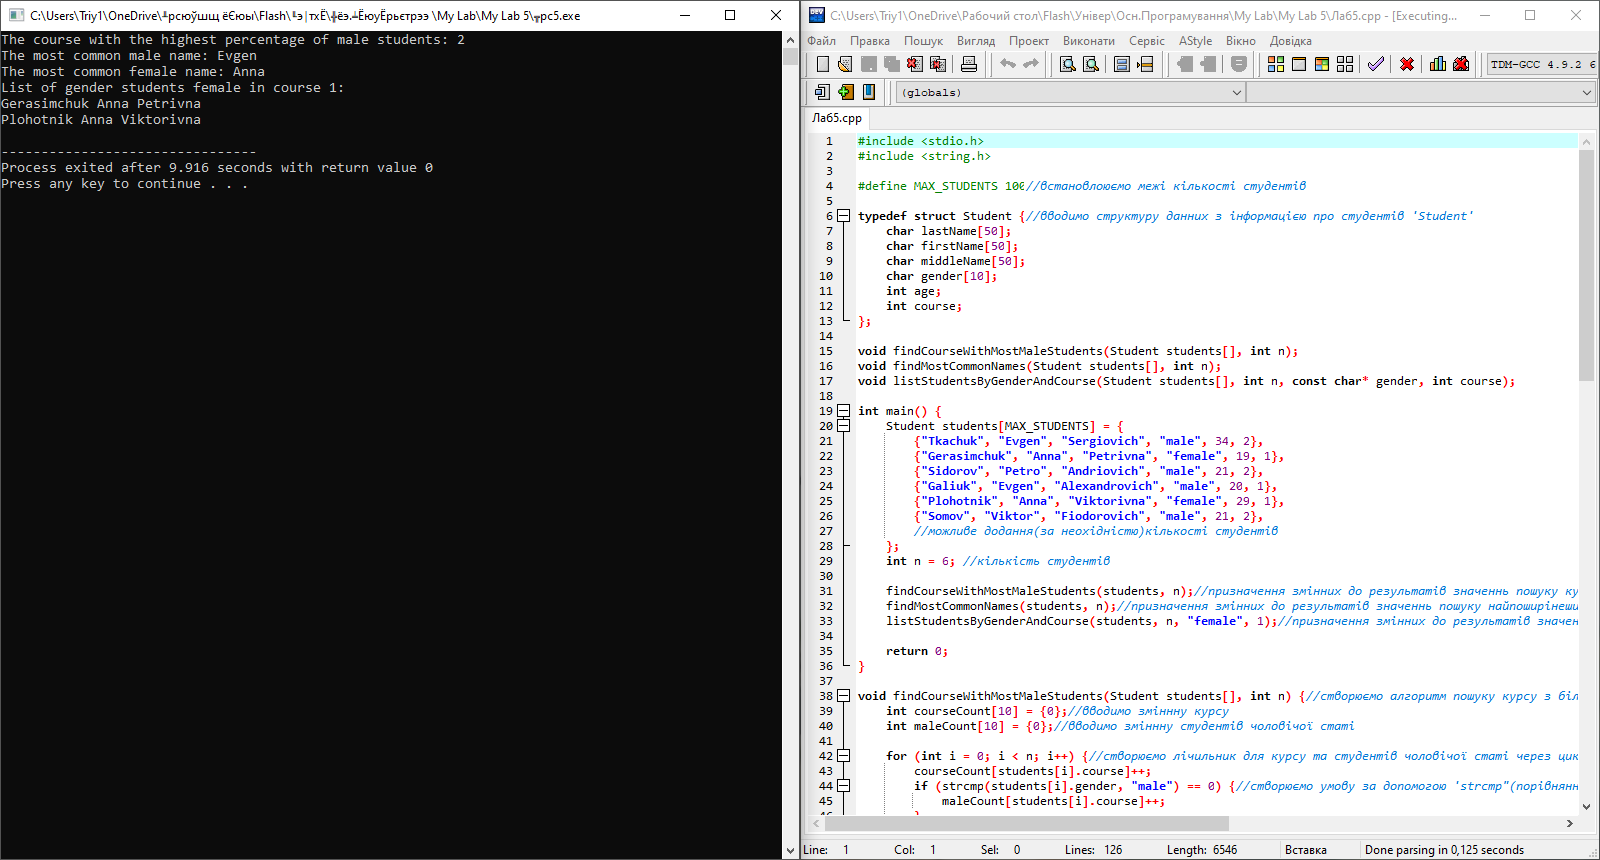 C:\Users\Triy1\OneDrive\╨рсюўшщ ёЄюы\Flash\╙э│тхЁ\╬ёэ.╧ЁюуЁрьєтрээ \My Lab\My Lab 5\╦рс5.exe
The course with the highest percentage of male students: 2
The most common male name: Evgen
The most common female name: Anna
List of gender students female in course 1:
Gerasimchuk Anna Petrivna
Plohotnik Anna Viktorivna
--------------------------------
Process exited after 9.916 seconds with return value 0
Press any key to continue . . .
C:\Users\Triy1\OneDrive\Рабочий стол\Flash\Універ\Осн.Програмування\My Lab\My Lab 5\Лаб5.cpp - [Executing...
Файл Правка Пошук Вигляд Проект Виконати Сервіс AStyle Вікно Довідка
TDM-GCC 4.9.2 6
(globals)
Лаб5.cpp
1 #include <stdio.h>
2 #include <string.h>
3
4 #define MAX_STUDENTS 100//встановлоюємо межі кількості студентів
5
6 typedef struct Student {//вводимо структуру данних з інформацією про студентів 'Student'
7 char lastName[50];
8 char firstName[50];
9 char middleName[50];
10 char gender[10];
11 int age;
12 int course;
13 };
14
15 void findCourseWithMostMaleStudents(Student students[], int n);
16 void findMostCommonNames(Student students[], int n);
17 void listStudentsByGenderAndCourse(Student students[], int n, const char* gender, int course);
18
19 int main() {
20 Student students[MAX_STUDENTS] = {
21 {"Tkachuk", "Evgen", "Sergiovich", "male", 34, 2},
22 {"Gerasimchuk", "Anna", "Petrivna", "female", 19, 1},
23 {"Sidorov", "Petro", "Andriovich", "male", 21, 2},
24 {"Galiuk", "Evgen", "Alexandrovich", "male", 20, 1},
25 {"Plohotnik", "Anna", "Viktorivna", "female", 29, 1},
26 {"Somov", "Viktor", "Fiodorovich", "male", 21, 2},
27 //можливе додання(за неохідністю)кількості студентів
28 };
29 int n = 6; //кількість студентів
30
31 findCourseWithMostMaleStudents(students, n);//призначення змінних до результатів значеннь пошуку ку
32 findMostCommonNames(students, n);//призначення змінних до результатів значеннь пошуку найпоширінеши
33 listStudentsByGenderAndCourse(students, n, "female", 1);//призначення змінних до результатів значен
34
35 return 0;
36 }
37
38 void findCourseWithMostMaleStudents(Student students[], int n) {//створюємо алгоритм пошуку курсу з біл
39 int courseCount[10] = {0};//вводимо зміннну курсу
40 int maleCount[10] = {0};//вводимо зміннну студентів чоловічої статі
41
42 for (int i = 0; i < n; i++) {//створюємо лічильник для курсу та студентів чоловічої статі через цик
43 courseCount[students[i].course]++;
44 if (strcmp(students[i].gender, "male") == 0) {//створюємо умову за допомогою 'strcmp"(порівнянн
45 maleCount[students[i].course]++;
46 }
Line: 1 Col: 1 Sel: 0 Lines: 126 Length: 6546 Вставка Done parsing in 0,125 seconds